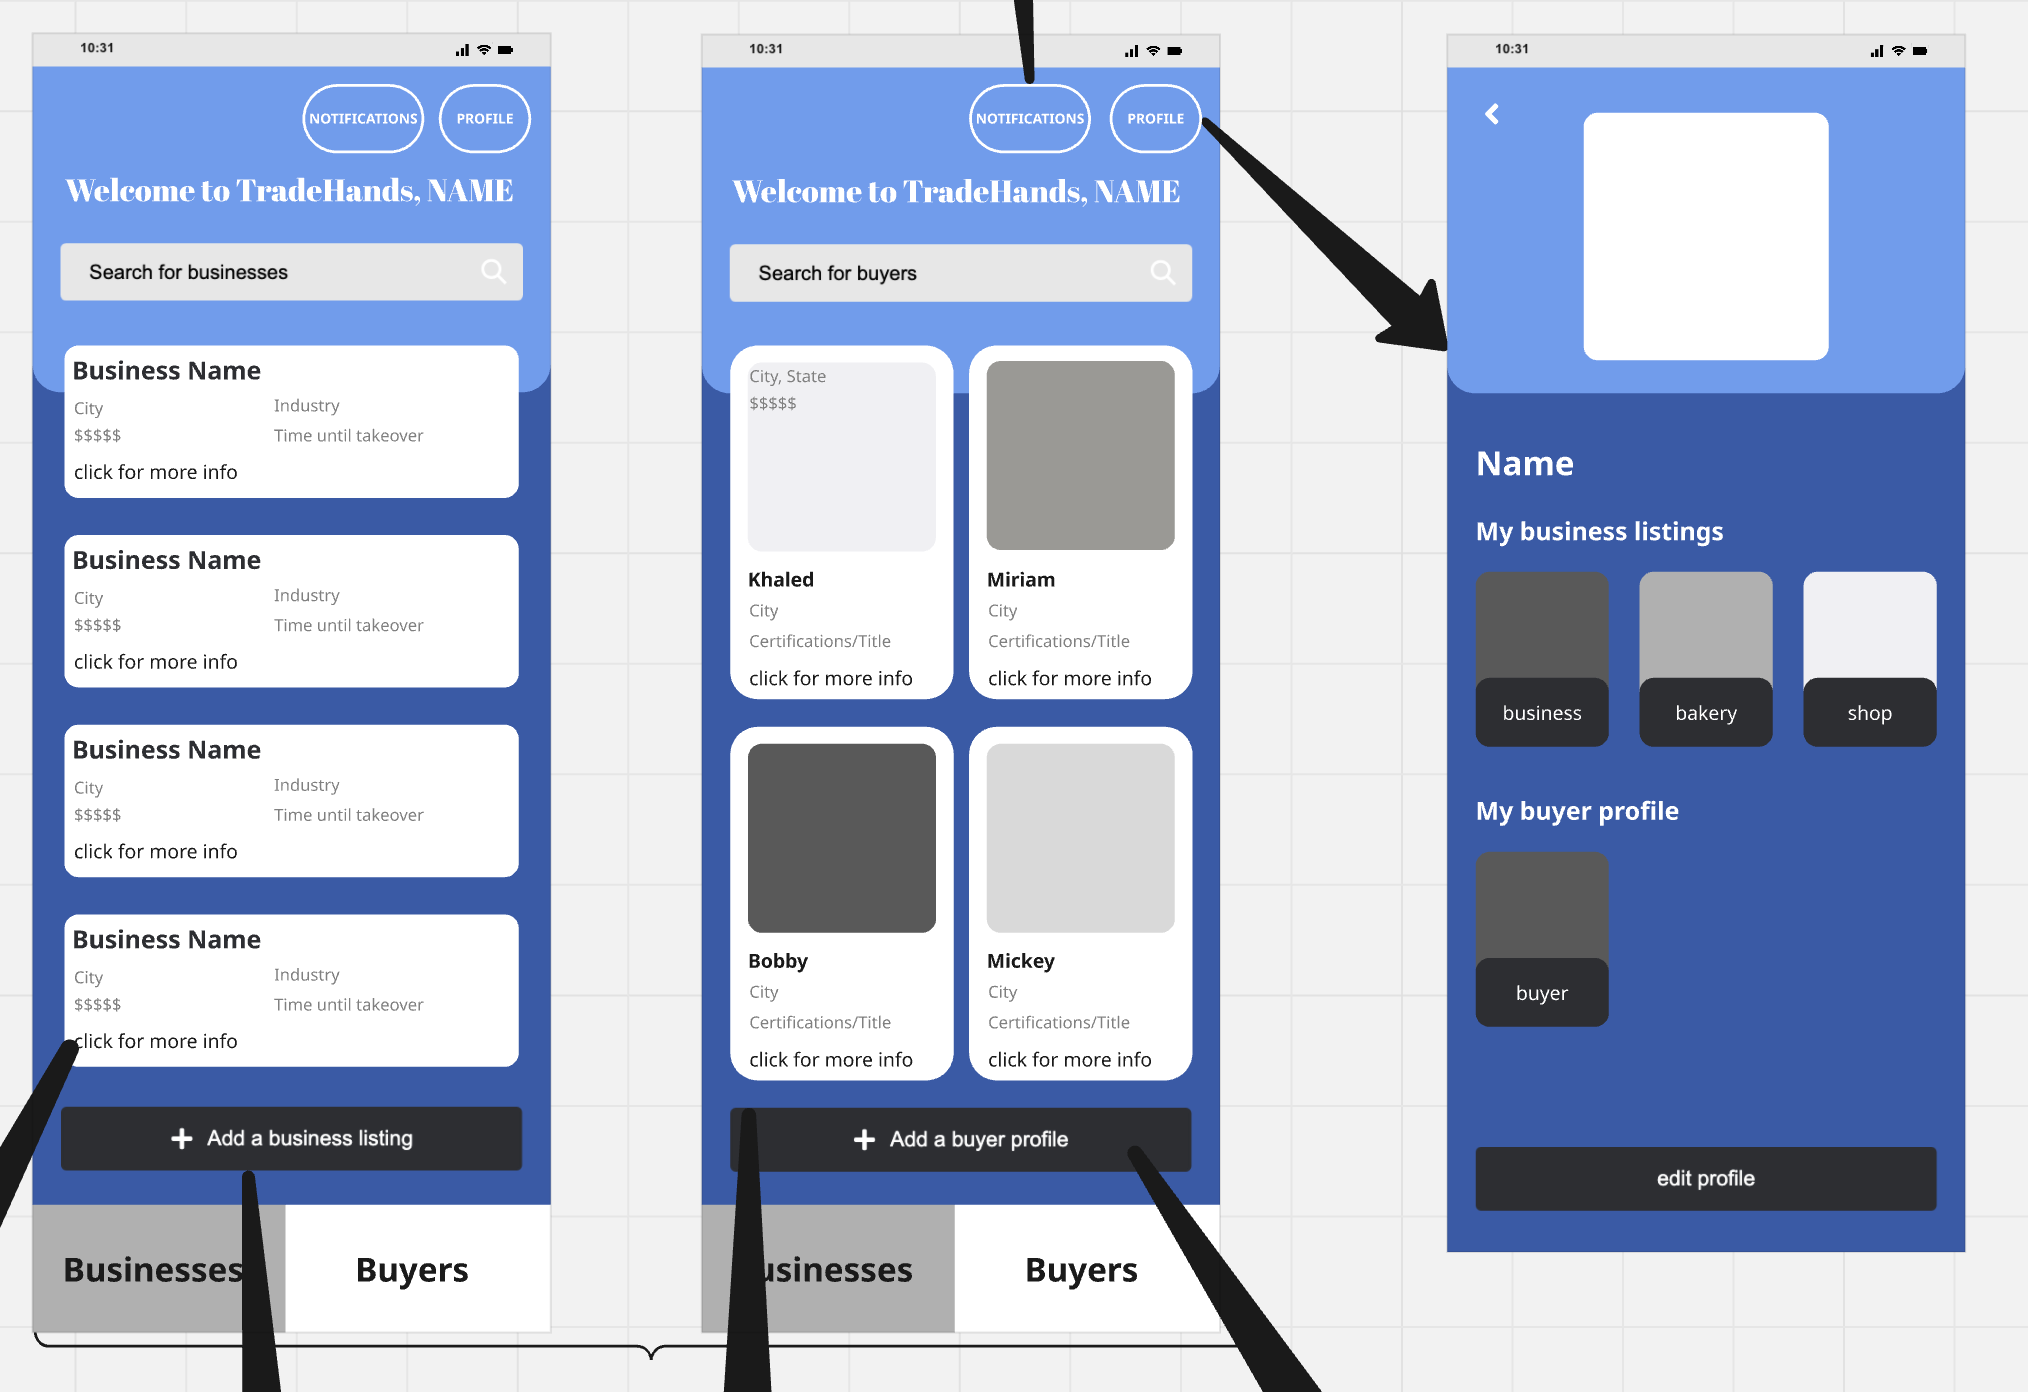 10:31
NOTIFICATIONS
PROFILE
Welcome to TradeHands, NAME
Search for businesses
Business Name
City
Industry
$$$$$
Time until takeover
click for more info
Business Name
City
Industry
$$$$$
Time until takeover
click for more info
Business Name
City
Industry
$$$$$
Time until takeover
click for more info
Business Name
City
Industry
$$$$$
Time until takeover
click for more info
Add a business listing
Businesses
Buyers
10:31
NOTIFICATIONS
PROFILE
Welcome to TradeHands, NAME
Search for buyers
City, State
$$$$$
Khaled
City
Certifications/Title
click for more info
Miriam
City
Certifications/Title
click for more info
Bobby
City
Certifications/Title
click for more info
Mickey
City
Certifications/Title
click for more info
Add a buyer profile
usinesses
Buyers
10:31
Name
My business listings
business
bakery
shop
My buyer profile
buyer
edit profile